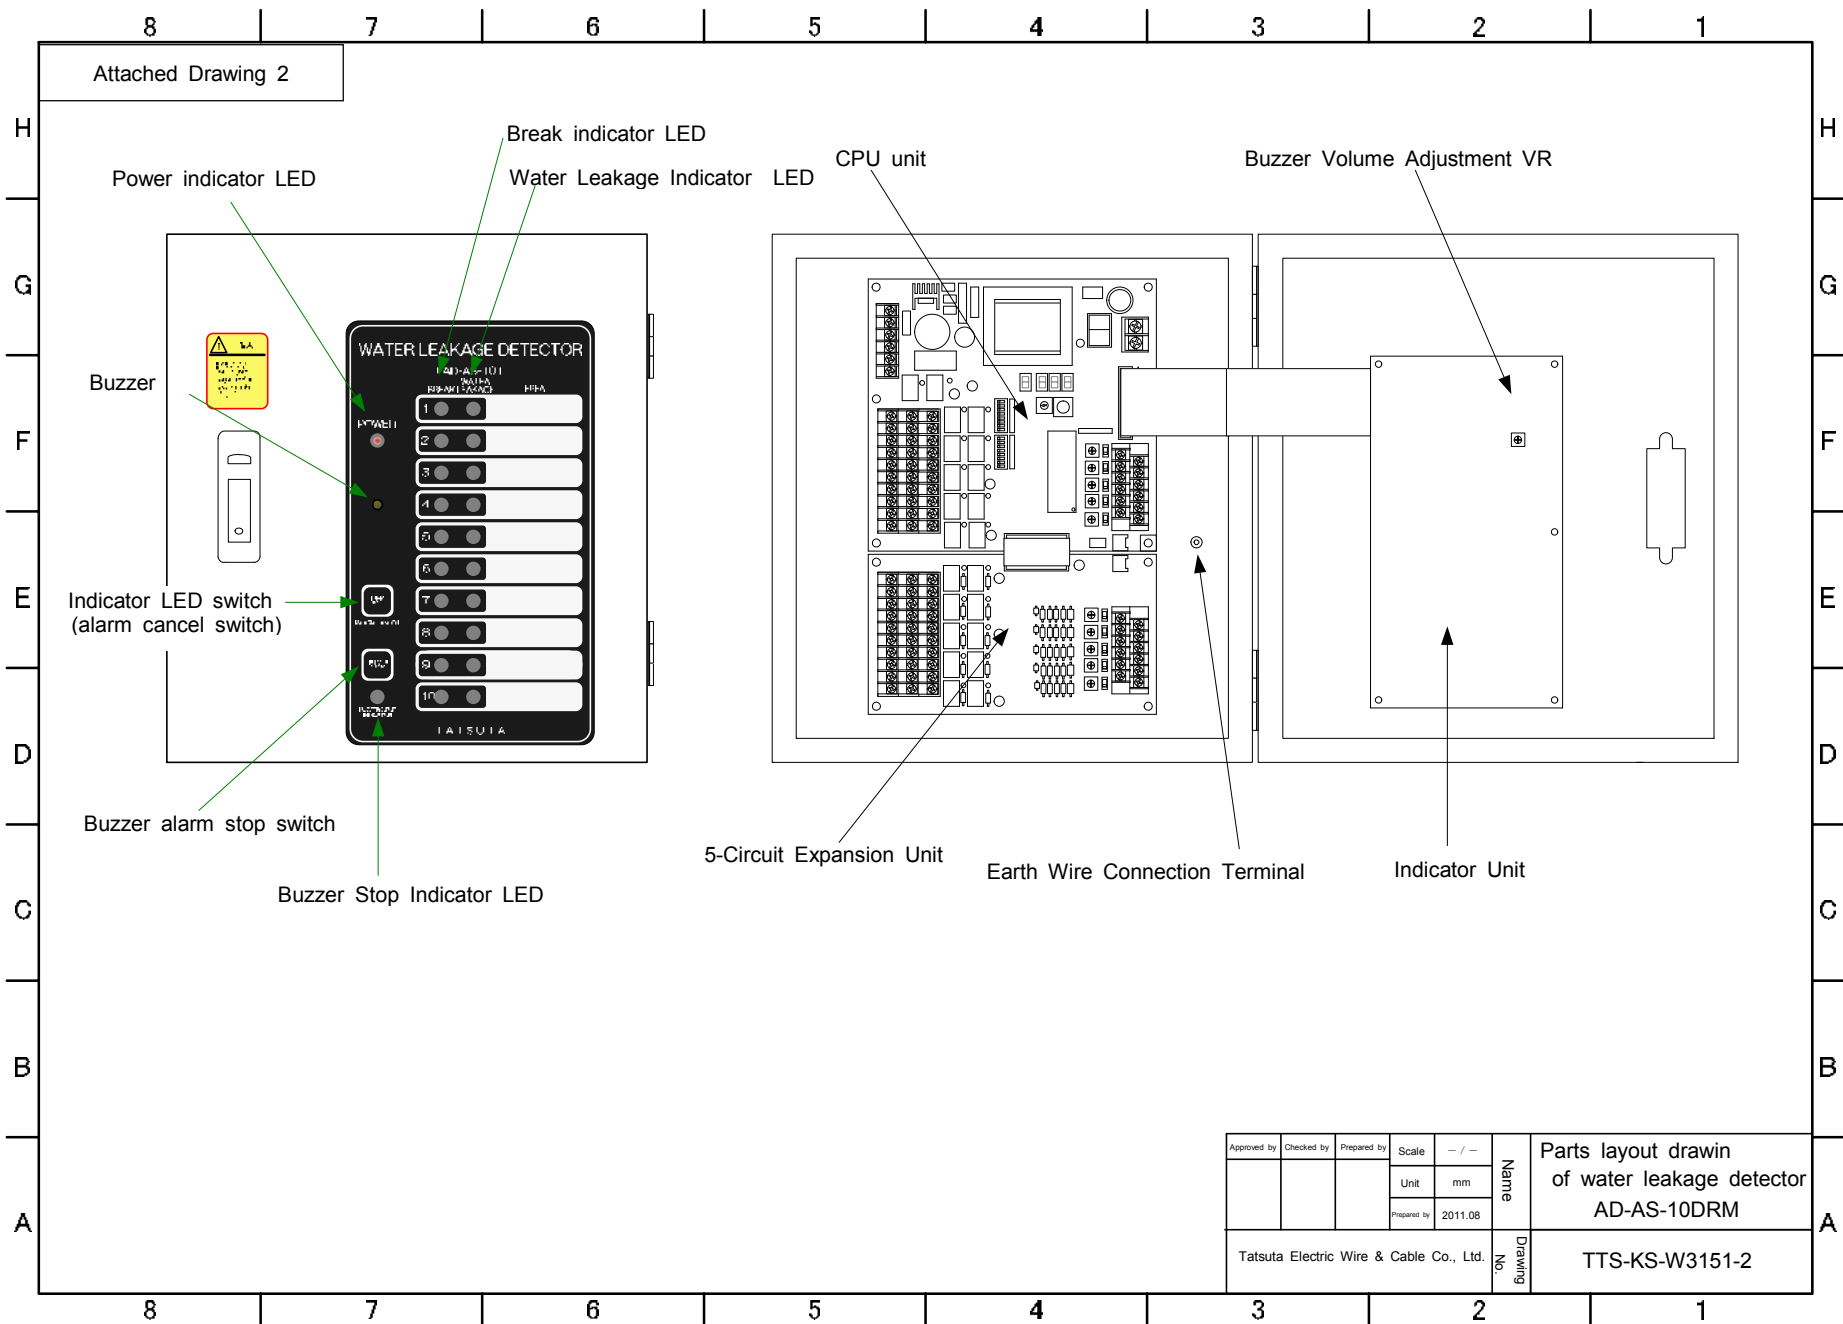 8 7 6 5 4 3 2 1
Attached Drawing 2
H H
Break indicator LED
CPU unit
Buzzer Volume Adjustment VR
Power indicator LED
Water Leakage Indicator LED
G G
WATER LEAKAGE DETECTOR
BREAK LEAKAGE
Buzzer
POWER
F F
1
2
3
4
5
6
7
8
9
10
TATSUTA
E E
Indicator LED switch
(alarm cancel switch)
D D
Buzzer alarm stop switch
5-Circuit Expansion Unit
Earth Wire Connection Terminal
Indicator Unit
Buzzer Stop Indicator LED
C C
B B
A A
Approved by Checked by Prepared by Scale － / －
Unit mm
Prepared by 2011.08
Name
Parts layout drawin
of water leakage detector
AD-AS-10DRM
Tatsuta Electric Wire & Cable Co., Ltd.
Drawing
No.
TTS-KS-W3151-2
8 7 6 5 4 3 2 1